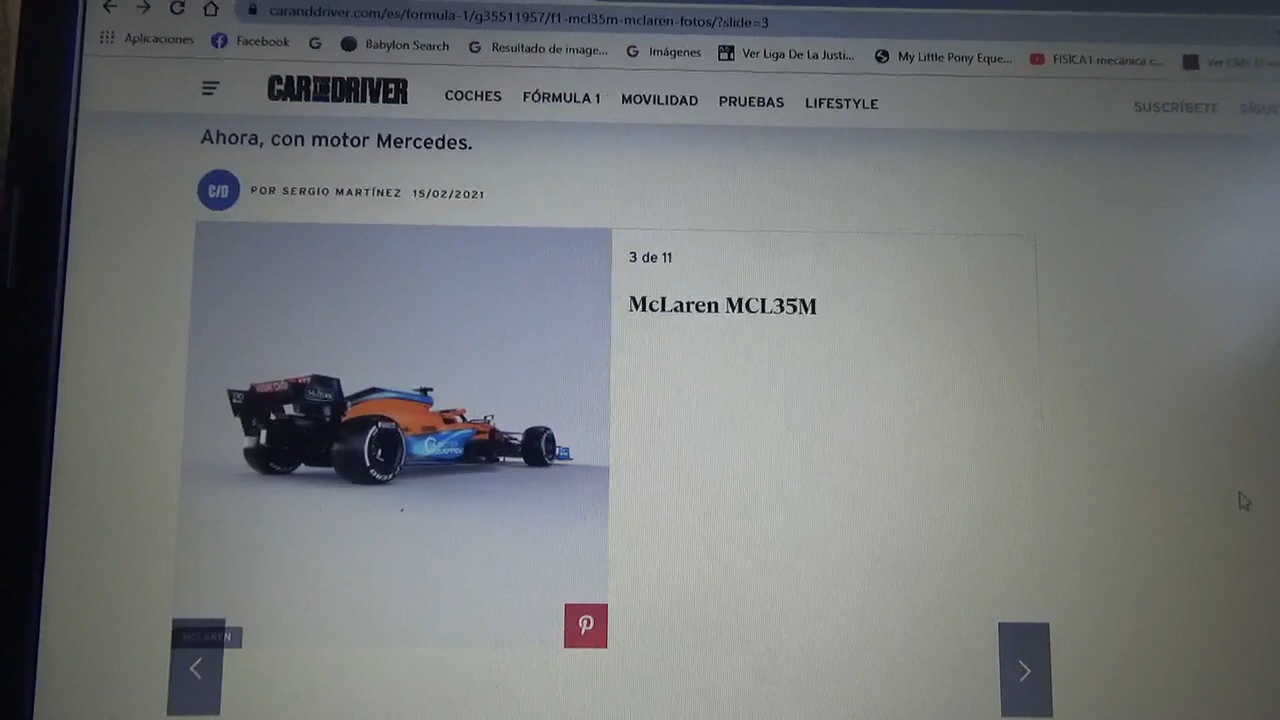 caranddriver.com/es/formula-1/g35511957/f1-mcl35m-mclaren-fotos/?slide=3
Aplicaciones Facebook Babylon Search Resultado de image... Imágenes Ver Liga De La Justi... My Little Pony Eque... FISICA1 mecanica c...
CAR AND DRIVER COCHES FÓRMULA 1 MOVILIDAD PRUEBAS LIFESTYLE SUSCRÍBETE
Ahora, con motor Mercedes.
C/D POR SERGIO MARTÍNEZ 15/02/2021
3 de 11
McLaren MCL35M
MCLAREN